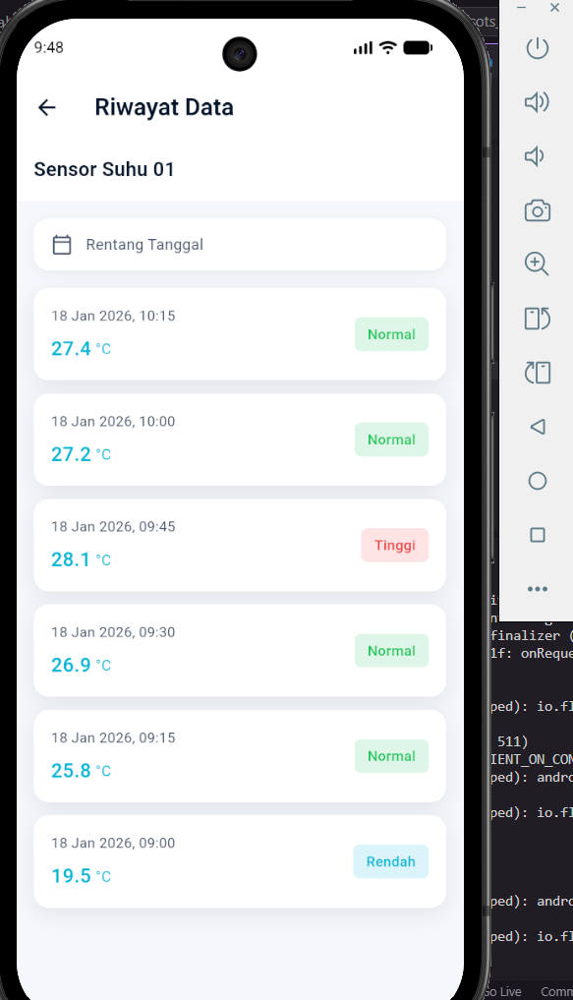 9:48
Riwayat Data
Sensor Suhu 01
Rentang Tanggal
18 Jan 2026, 10:15
27.4 °C
Normal
18 Jan 2026, 10:00
27.2 °C
Normal
18 Jan 2026, 09:45
28.1 °C
Tinggi
18 Jan 2026, 09:30
26.9 °C
Normal
18 Jan 2026, 09:15
25.8 °C
Normal
18 Jan 2026, 09:00
19.5 °C
Rendah
ots_
finalizer (
1f: onReque
ped): io.fl
511)
IENT_ON_CON
ped): andro
ped): io.fl
ped): andro
ped): io.fl
Go Live Comm